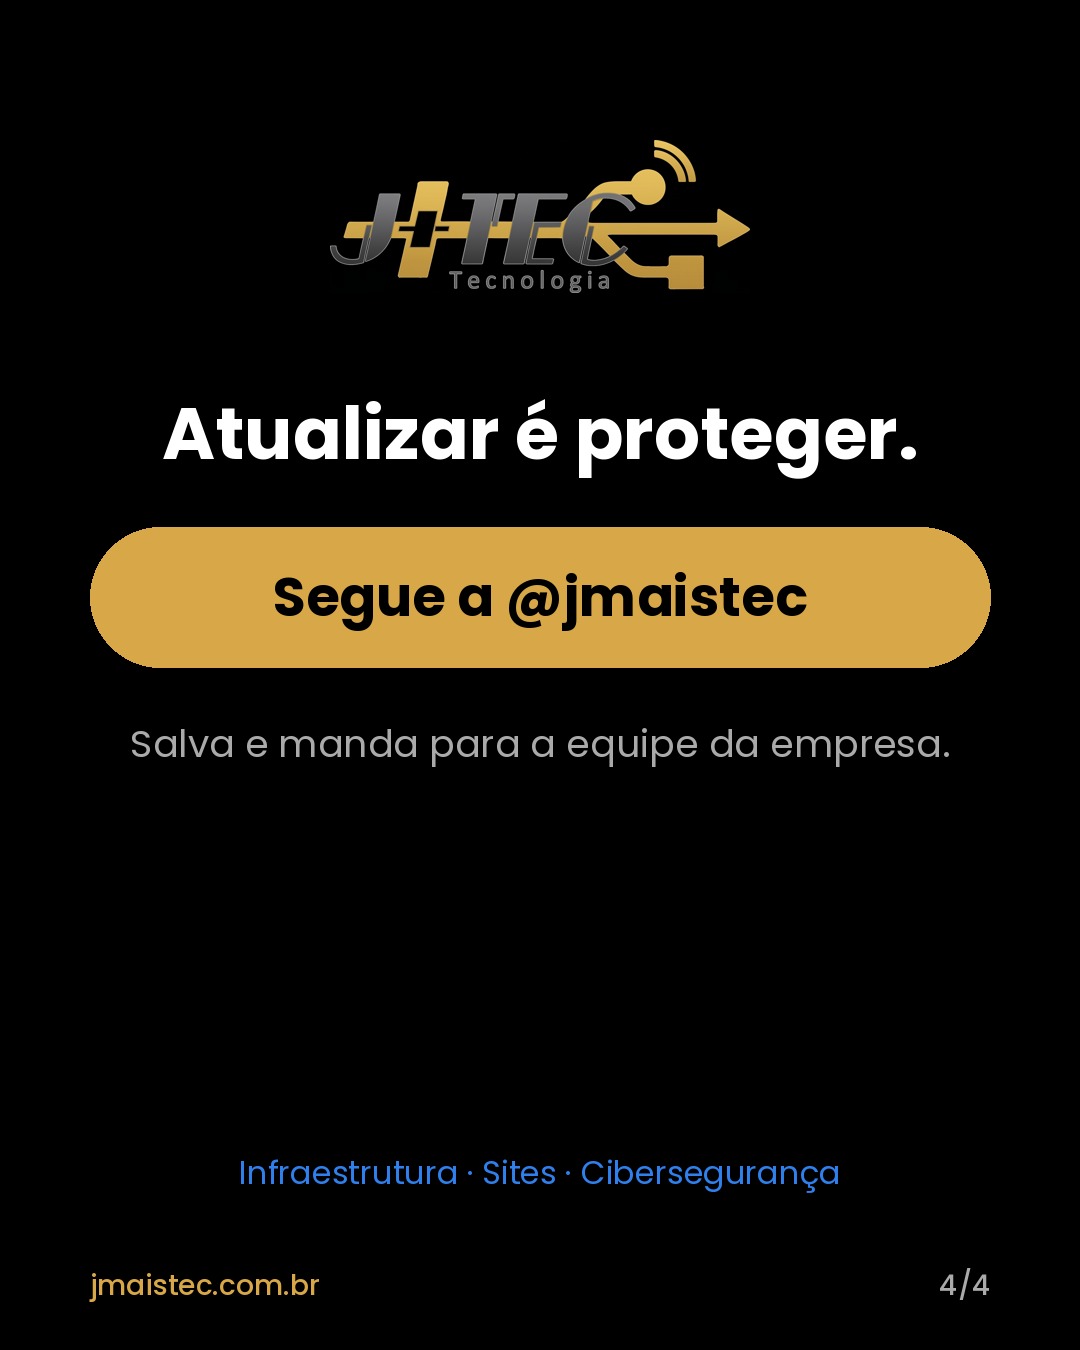 J+TEC
Tecnologia
Atualizar é proteger.
Segue a @jmaistec
Salva e manda para a equipe da empresa.
Infraestrutura · Sites · Cibersegurança
jmaistec.com.br
4/4